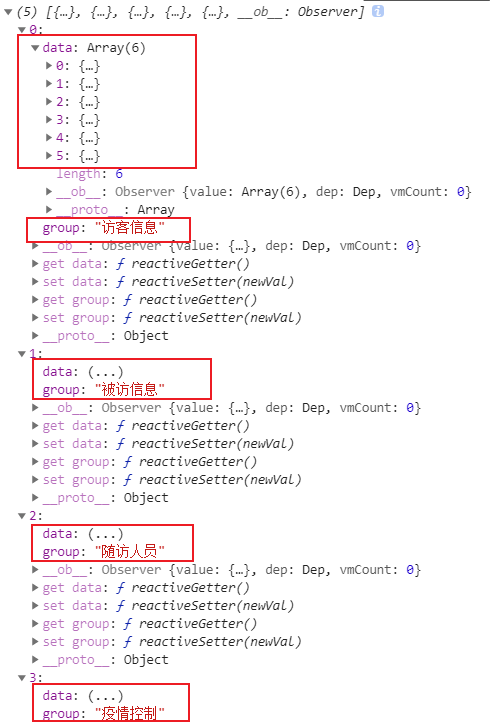 (5) [{…}, {…}, {…}, {…}, {…}, __ob__: Observer] i
0:
data: Array(6)
0: {…}
1: {…}
2: {…}
3: {…}
4: {…}
5: {…}
length: 6
__ob__: Observer {value: Array(6), dep: Dep, vmCount: 0}
__proto__: Array
group: "访客信息"
__ob__: Observer {value: {…}, dep: Dep, vmCount: 0}
get data: ƒ reactiveGetter()
set data: ƒ reactiveSetter(newVal)
get group: ƒ reactiveGetter()
set group: ƒ reactiveSetter(newVal)
__proto__: Object
1:
data: (...)
group: "被访信息"
__ob__: Observer {value: {…}, dep: Dep, vmCount: 0}
get data: ƒ reactiveGetter()
set data: ƒ reactiveSetter(newVal)
get group: ƒ reactiveGetter()
set group: ƒ reactiveSetter(newVal)
__proto__: Object
2:
data: (...)
group: "随访人员"
__ob__: Observer {value: {…}, dep: Dep, vmCount: 0}
get data: ƒ reactiveGetter()
set data: ƒ reactiveSetter(newVal)
get group: ƒ reactiveGetter()
set group: ƒ reactiveSetter(newVal)
__proto__: Object
3:
data: (...)
group: "疫情控制"